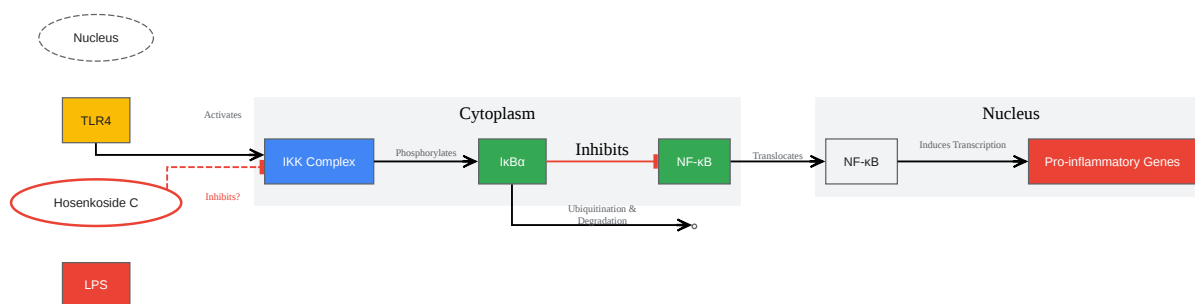 Nucleus
TLR4
Activates
Hosenkoside C
Inhibits?
LPS
Cytoplasm
IKK Complex
Phosphorylates
IκBα
Inhibits
NF-κB
Ubiquitination &
Degradation
Translocates
Nucleus
NF-κB
Induces Transcription
Pro-inflammatory Genes